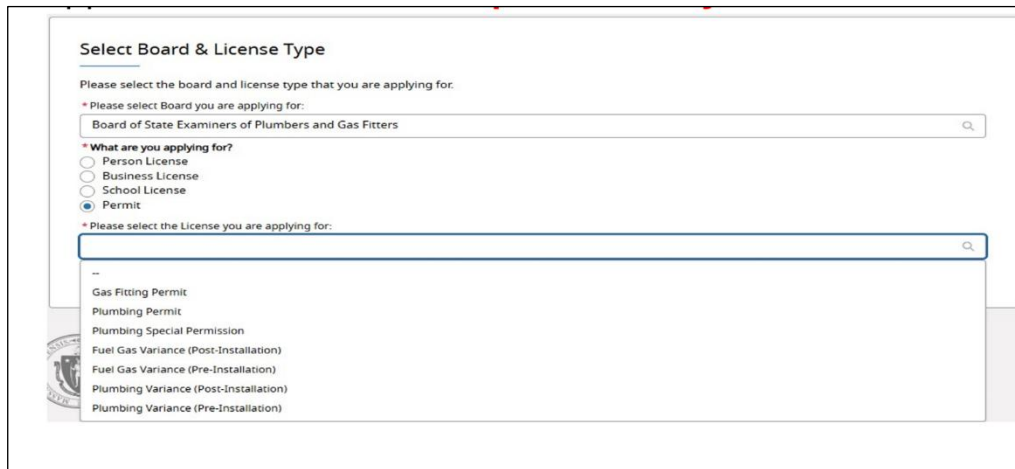 Select Board & License Type
Please select the board and license type that you are applying for.
* Please select Board you are applying for:
Board of State Examiners of Plumbers and Gas Fitters
* What are you applying for?
Person License
Business License
School License
Permit
* Please select the License you are applying for:
--
Gas Fitting Permit
Plumbing Permit
Plumbing Special Permission
Fuel Gas Variance (Post-Installation)
Fuel Gas Variance (Pre-Installation)
Plumbing Variance (Post-Installation)
Plumbing Variance (Pre-Installation)